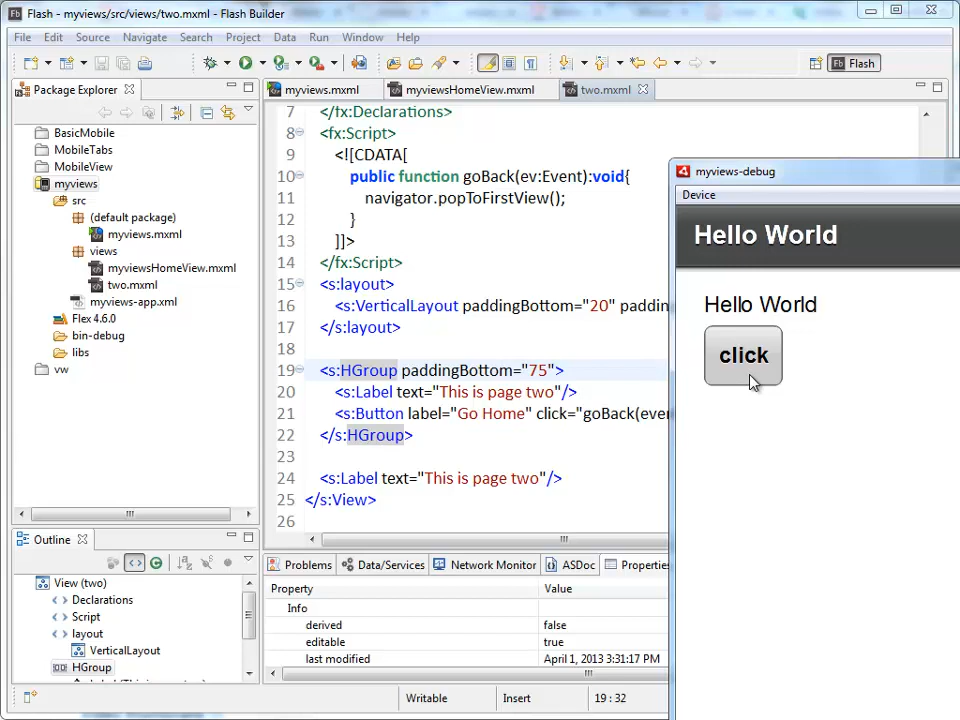 Fb Flash - myviews/src/views/two.mxml - Flash Builder
File Edit Source Navigate Search Project Data Run Window Help
Fb Flash
Package Explorer
BasicMobile
MobileTabs
MobileView
myviews
src
(default package)
myviews.mxml
views
myviewsHomeView.mxml
two.mxml
myviews-app.xml
Flex 4.6.0
bin-debug
libs
vw
Outline
View (two)
Declarations
Script
layout
VerticalLayout
HGroup
myviews.mxml myviewsHomeView.mxml two.mxml
7 </fx:Declarations>
8 <fx:Script>
9 <![CDATA[
10 public function goBack(ev:Event):void{
11 navigator.popToFirstView();
12 }
13 ]]>
14 </fx:Script>
15 <s:layout>
16 <s:VerticalLayout paddingBottom="20" paddin
17 </s:layout>
18
19 <s:HGroup paddingBottom="75">
20 <s:Label text="This is page two"/>
21 <s:Button label="Go Home" click="goBack(even
22 </s:HGroup>
23
24 <s:Label text="This is page two"/>
25 </s:View>
26
Problems Data/Services Network Monitor ASDoc Properties
Property Value
Info
derived false
editable true
last modified April 1, 2013 3:31:17 PM
Writable Insert 19 : 32
myviews-debug
Device
Hello World
Hello World
click